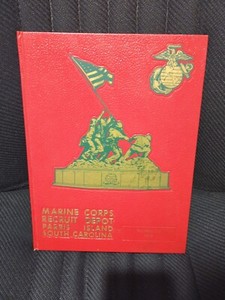 MARINE CORPS
RECRUIT DEPOT
PARRIS ISLAND
SOUTH CAROLINA